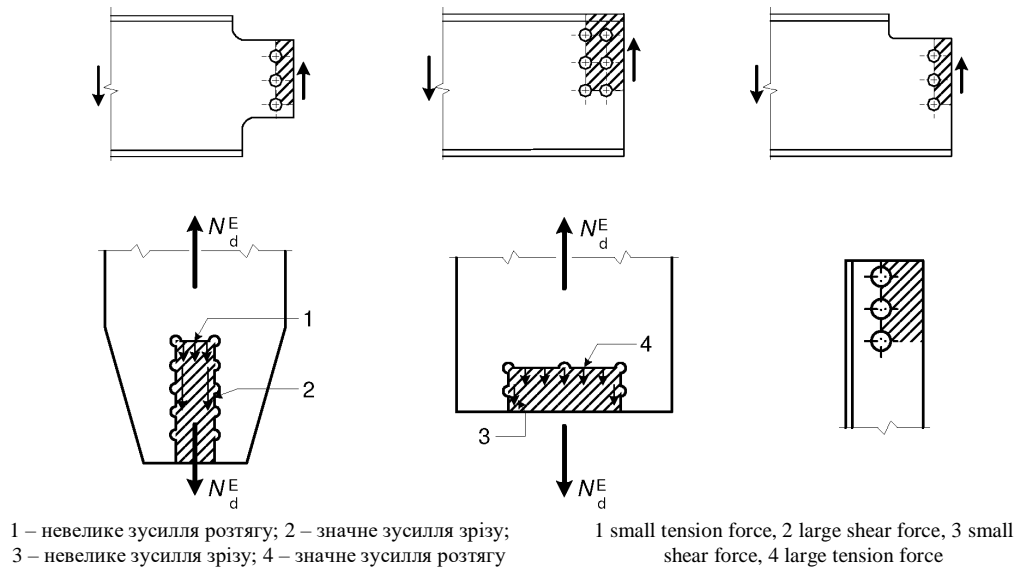 N E d
N E d
1
4
2
3
N E d
N E d
1 – невелике зусилля розтягу; 2 – значне зусилля зрізу;
3 – невелике зусилля зрізу; 4 – значне зусилля розтягу
1 small tension force, 2 large shear force, 3 small
shear force, 4 large tension force